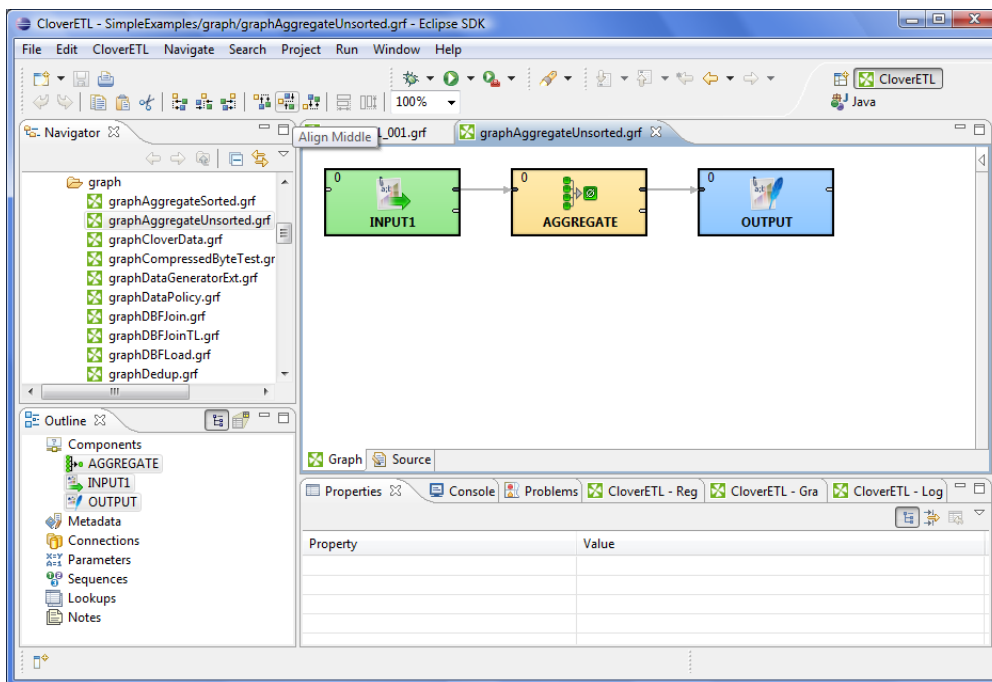 CloverETL - SimpleExamples/graph/graphAggregateUnsorted.grf - Eclipse SDK
File Edit CloverETL Navigate Search Project Run Window Help
CloverETL
100%
Java
Navigator
Align Middle
_001.grf
graphAggregateUnsorted.grf
graph
graphAggregateSorted.grf
graphAggregateUnsorted.grf
graphCloverData.grf
graphCompressedByteTest.gr
graphDataGeneratorExt.grf
graphDataPolicy.grf
graphDBFJoin.grf
graphDBFJoinTL.grf
graphDBFLoad.grf
graphDedup.grf
0 0 0
INPUT1 AGGREGATE OUTPUT
Graph Source
Outline
Components
AGGREGATE
INPUT1
OUTPUT
Metadata
Connections
Parameters
Sequences
Lookups
Notes
Properties Console Problems CloverETL - Reg CloverETL - Gra CloverETL - Log
Property Value